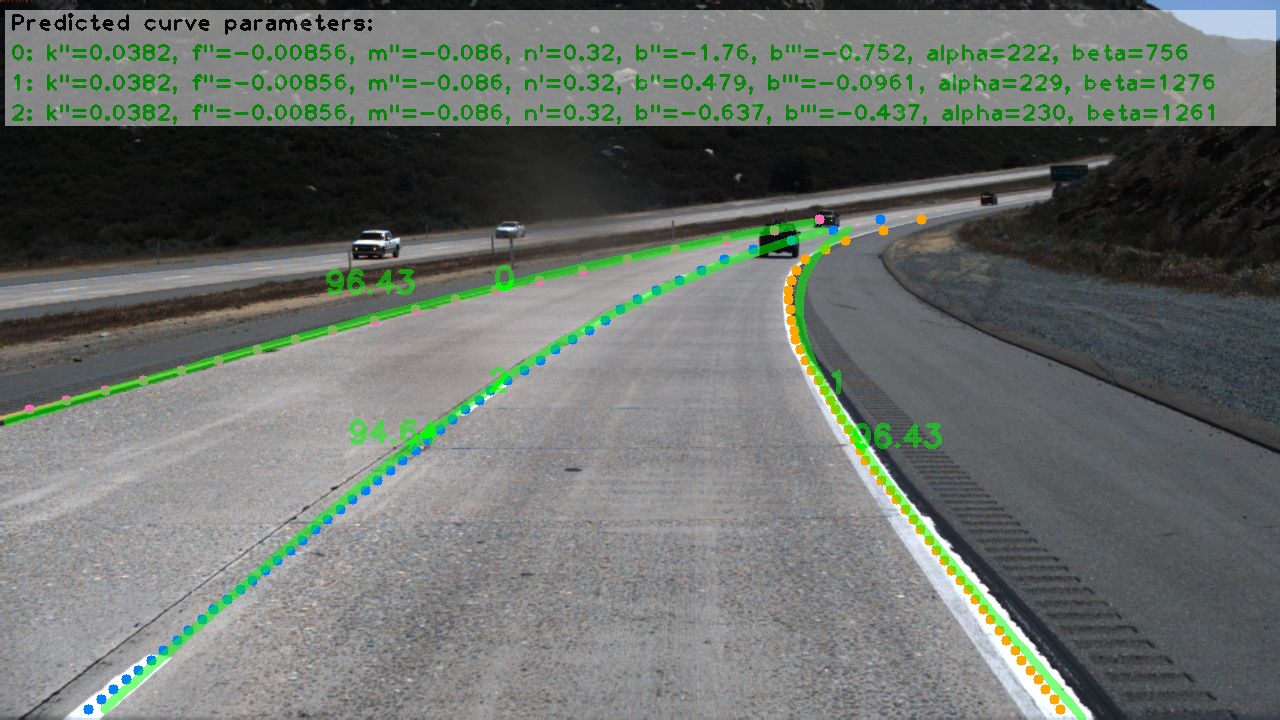 Predicted curve parameters:
0: k''=0.0382, f''=-0.00856, m''=-0.086, n'=0.32, b''=-1.76, b'''=-0.752, alpha=222, beta=756
1: k''=0.0382, f''=-0.00856, m''=-0.086, n'=0.32, b''=0.479, b'''=-0.0961, alpha=229, beta=1276
2: k''=0.0382, f''=-0.00856, m''=-0.086, n'=0.32, b''=-0.637, b'''=-0.437, alpha=230, beta=1261
96.43
0
2
1
94.64
96.43